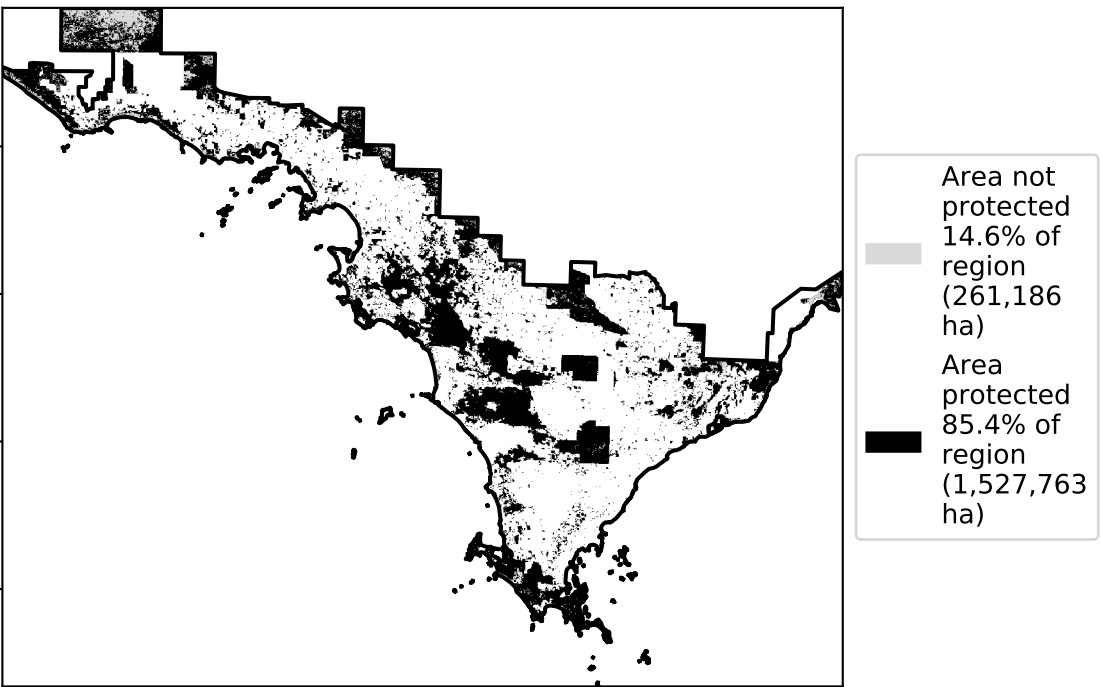 Area not
protected
14.6% of
region
(261,186
ha)
Area
protected
85.4% of
region
(1,527,763
ha)